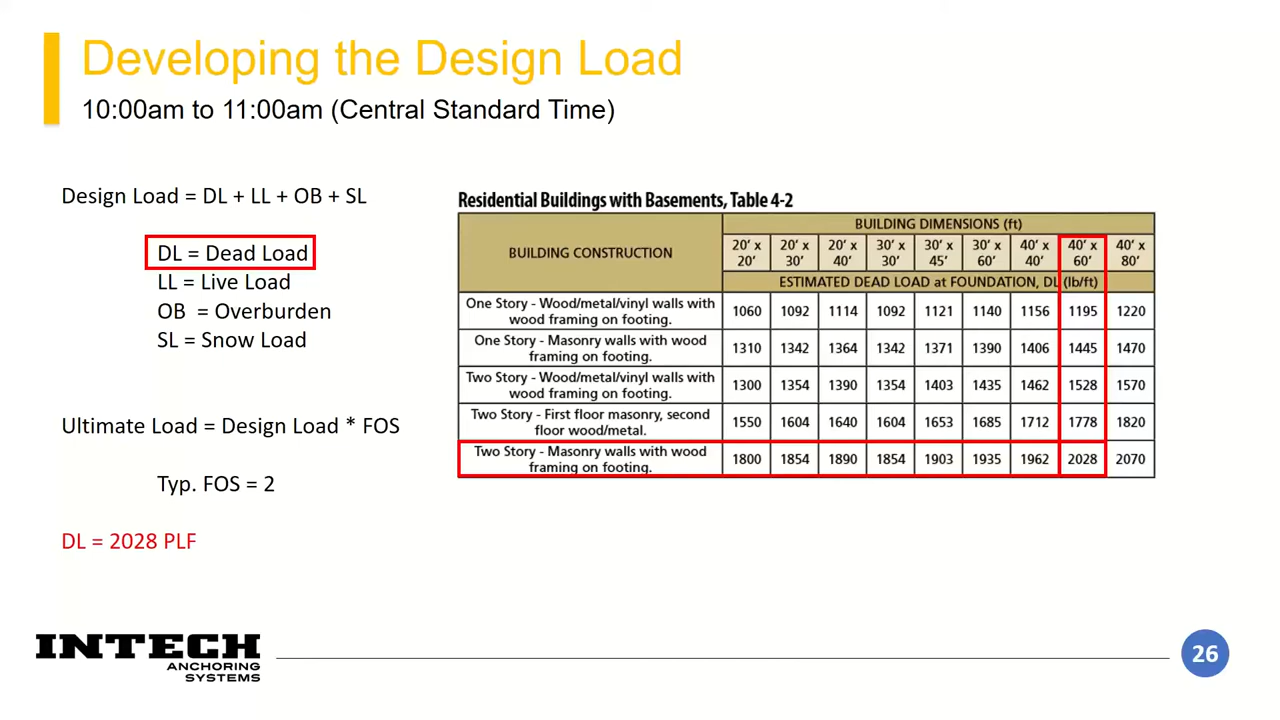 Developing the Design Load
10:00am to 11:00am (Central Standard Time)
Design Load = DL + LL + OB + SL
DL = Dead Load
LL = Live Load
OB = Overburden
SL = Snow Load
Ultimate Load = Design Load * FOS
Typ. FOS = 2
DL = 2028 PLF
Residential Buildings with Basements, Table 4-2
BUILDING CONSTRUCTION
BUILDING DIMENSIONS (ft)
20' x 20' 20' x 30' 20' x 40' 30' x 30' 30' x 45' 30' x 60' 40' x 40' 40' x 60' 40' x 80'
ESTIMATED DEAD LOAD at FOUNDATION, DL (lb/ft)
One Story - Wood/metal/vinyl walls with
wood framing on footing.
1060 1092 1114 1092 1121 1140 1156 1195 1220
One Story - Masonry walls with wood
framing on footing.
1310 1342 1364 1342 1371 1390 1406 1445 1470
Two Story - Wood/metal/vinyl walls with
wood framing on footing.
1300 1354 1390 1354 1403 1435 1462 1528 1570
Two Story - First floor masonry, second
floor wood/metal.
1550 1604 1640 1604 1653 1685 1712 1778 1820
Two Story - Masonry walls with wood
framing on footing.
1800 1854 1890 1854 1903 1935 1962 2028 2070
INTECH
ANCHORING
SYSTEMS
26